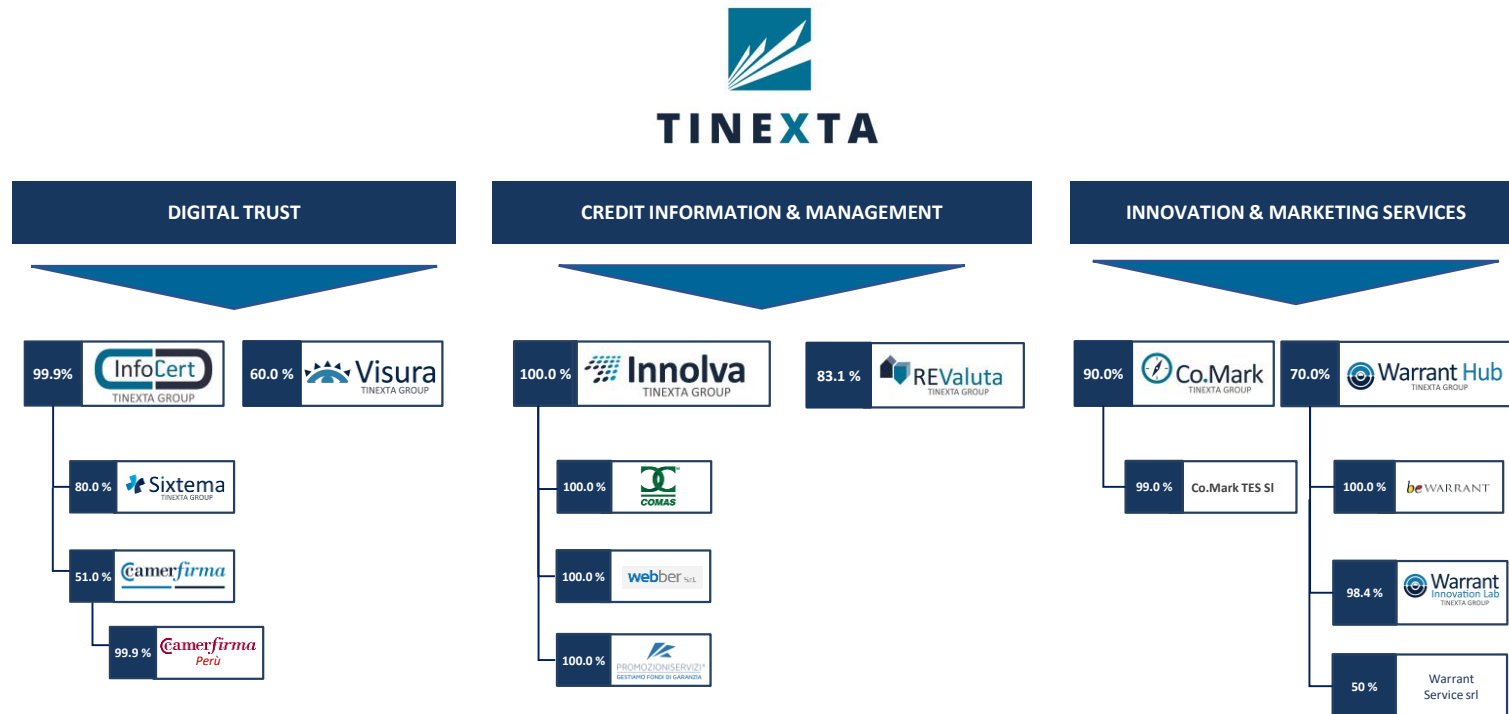 TINEXTA
DIGITAL TRUST
CREDIT INFORMATION & MANAGEMENT
INNOVATION & MARKETING SERVICES
99.9%
InfoCert
TINEXTA GROUP
60.0 %
Visura
TINEXTA GROUP
80.0 %
Sixtema
TINEXTA GROUP
51.0 %
Camerfirma
99.9 %
Camerfirma
Perù
100.0 %
Innolva
TINEXTA GROUP
83.1 %
REValuta
TINEXTA GROUP
100.0 %
COMAS
100.0 %
webber s.r.l.
100.0 %
PROMOZIONISERVIZI®
GESTIAMO FONDI DI GARANZIA
90.0%
Co.Mark
TINEXTA GROUP
70.0%
Warrant Hub
TINEXTA GROUP
99.0 %
Co.Mark TES Sl
100.0 %
beWARRANT
98.4 %
Warrant
Innovation Lab
TINEXTA GROUP
50 %
Warrant
Service srl